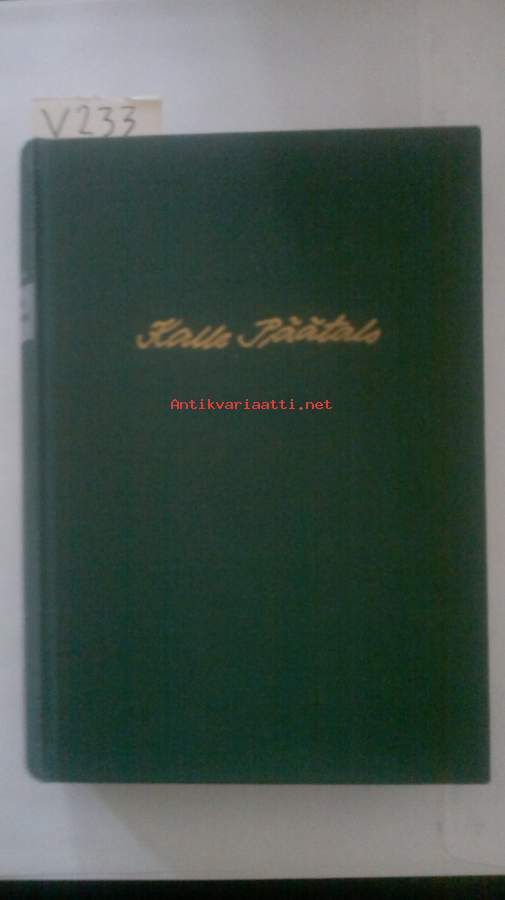 V233
Kalle Päätalo
Antikvariaatti.net